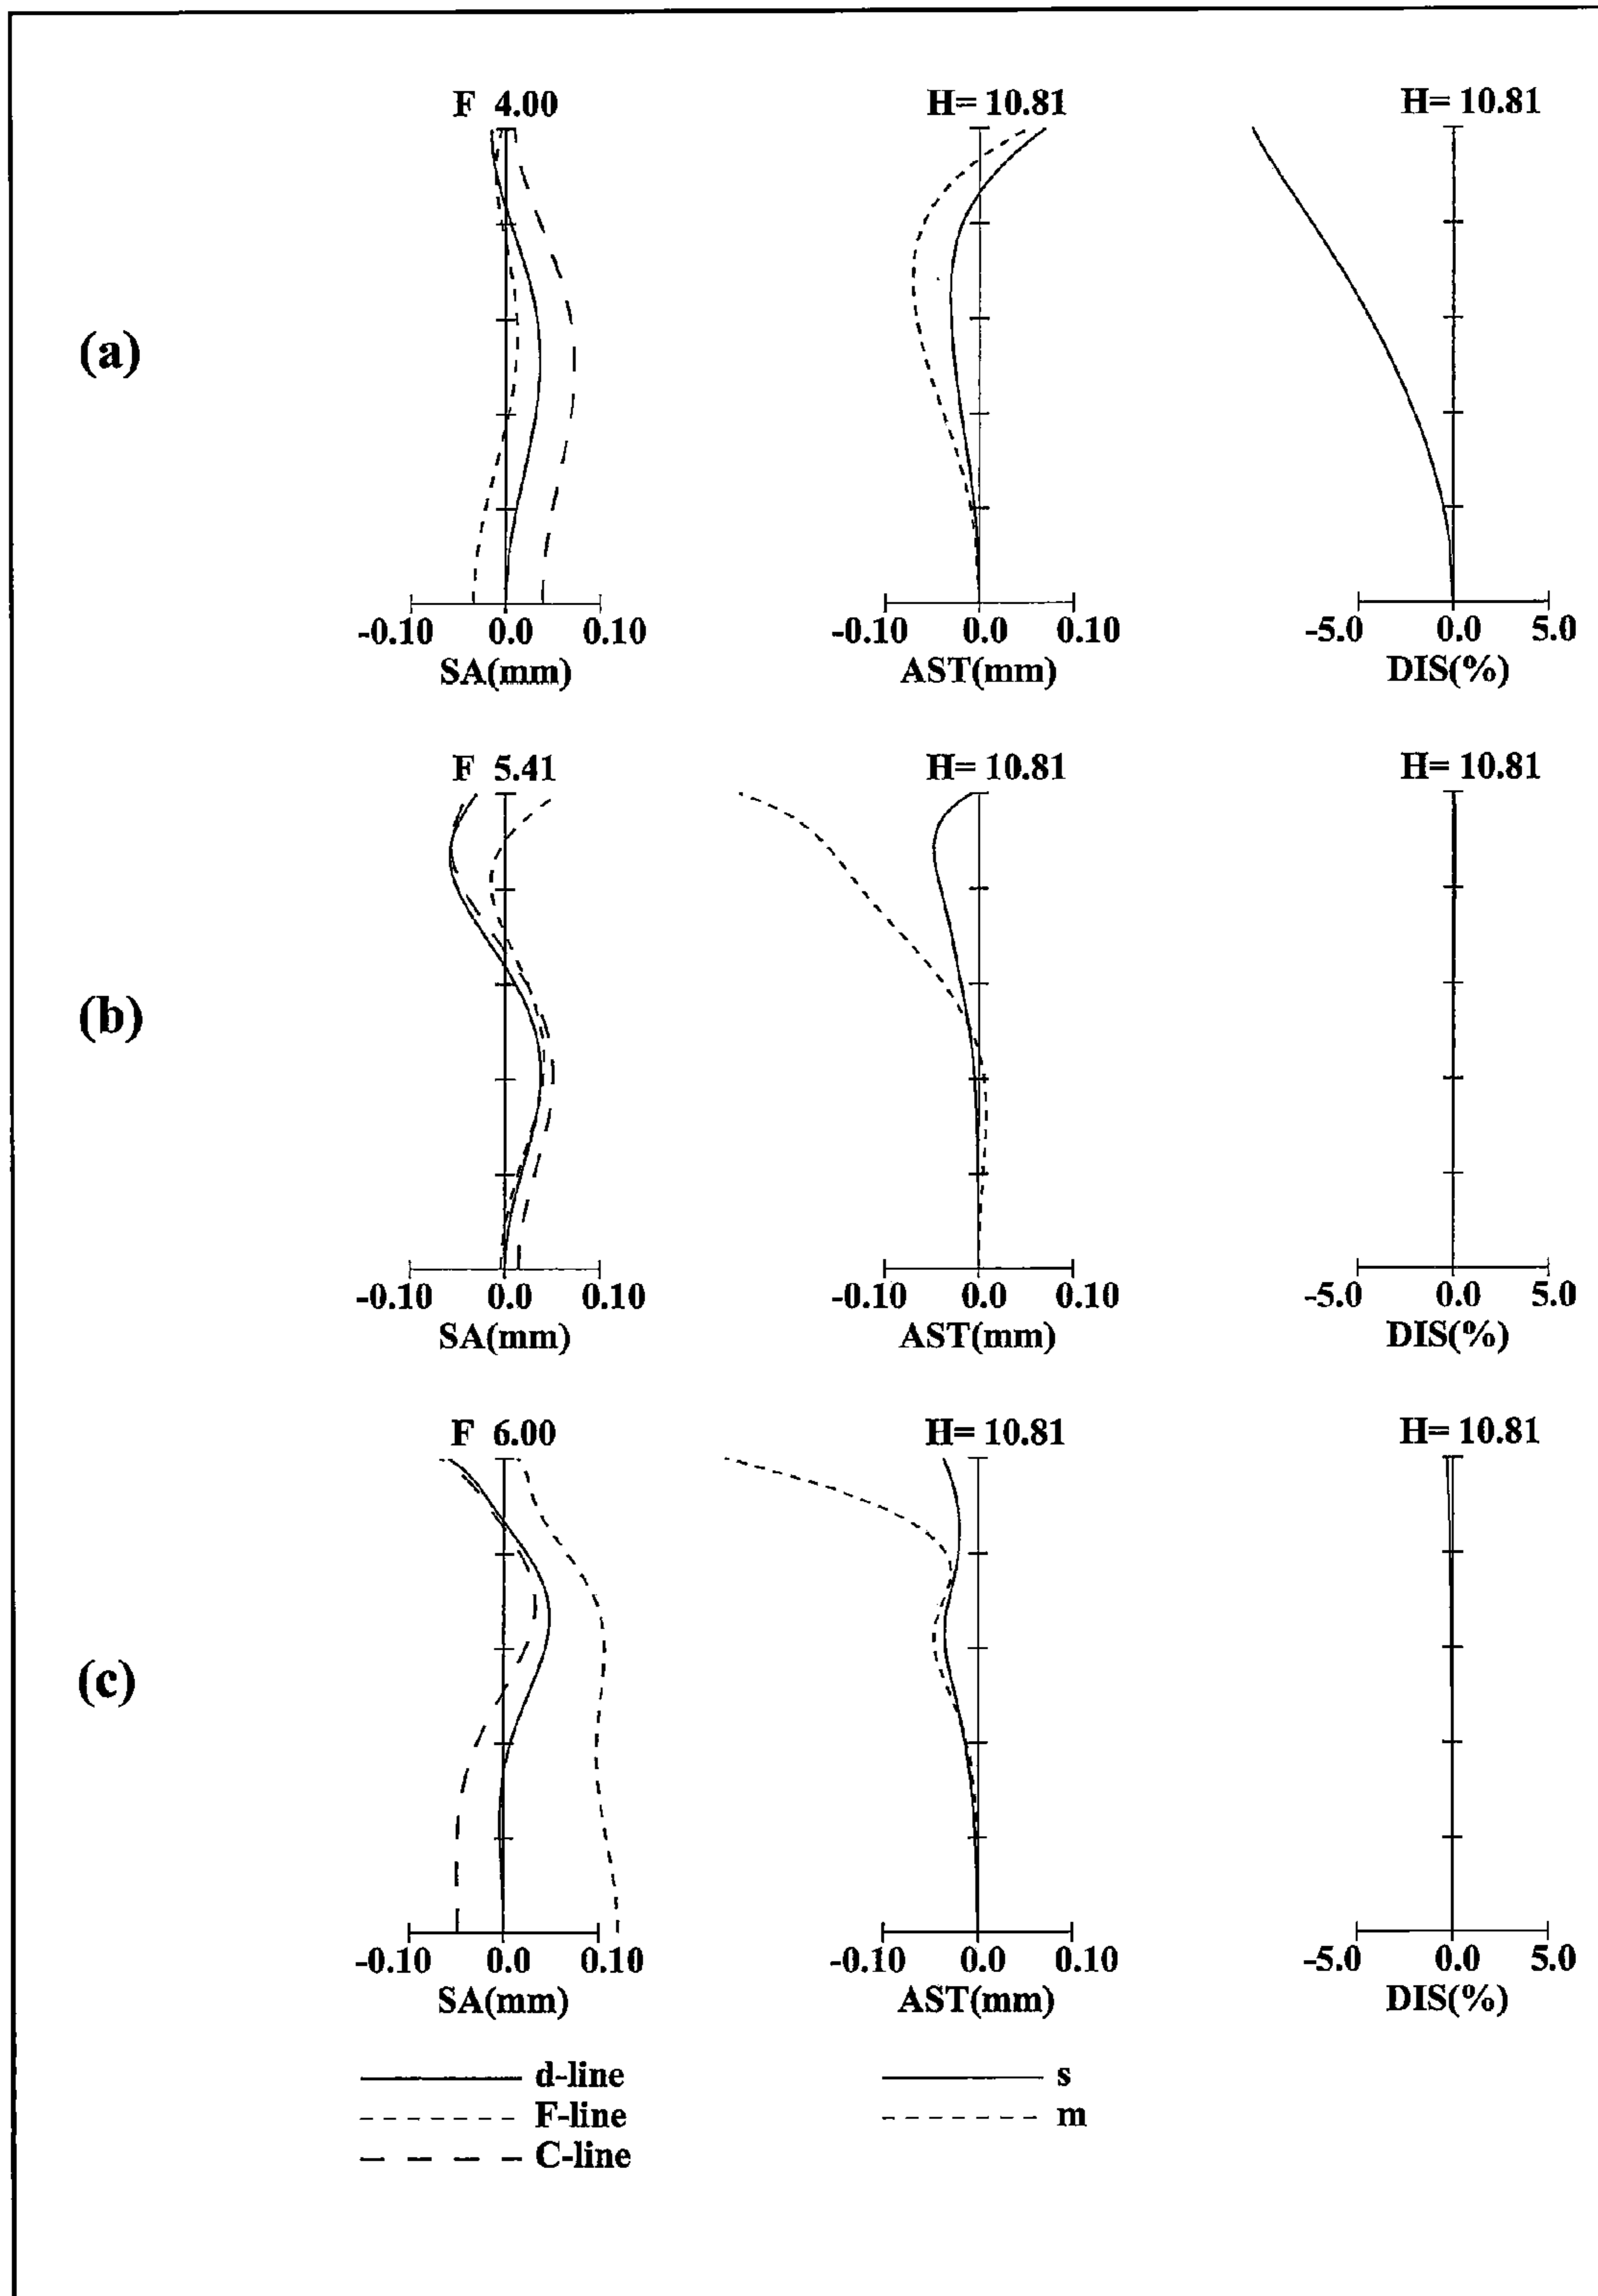 F 4.00 H= 10.81 H= 10.81
(a)
-0.10 0.0 0.10 -0.10 0.0 0.10 -5.0 0.0 5.0
SA(mm) AST(mm) DIS(%)
F 5.41 H= 10.81 H= 10.81
(b)
-0.10 0.0 0.10 -0.10 0.0 0.10 -5.0 0.0 5.0
SA(mm) AST(mm) DIS(%)
F 6.00 H= 10.81 H= 10.81
(c)
-0.10 0.0 0.10 -0.10 0.0 0.10 -5.0 0.0 5.0
SA(mm) AST(mm) DIS(%)
d-line s
F-line m
C-line